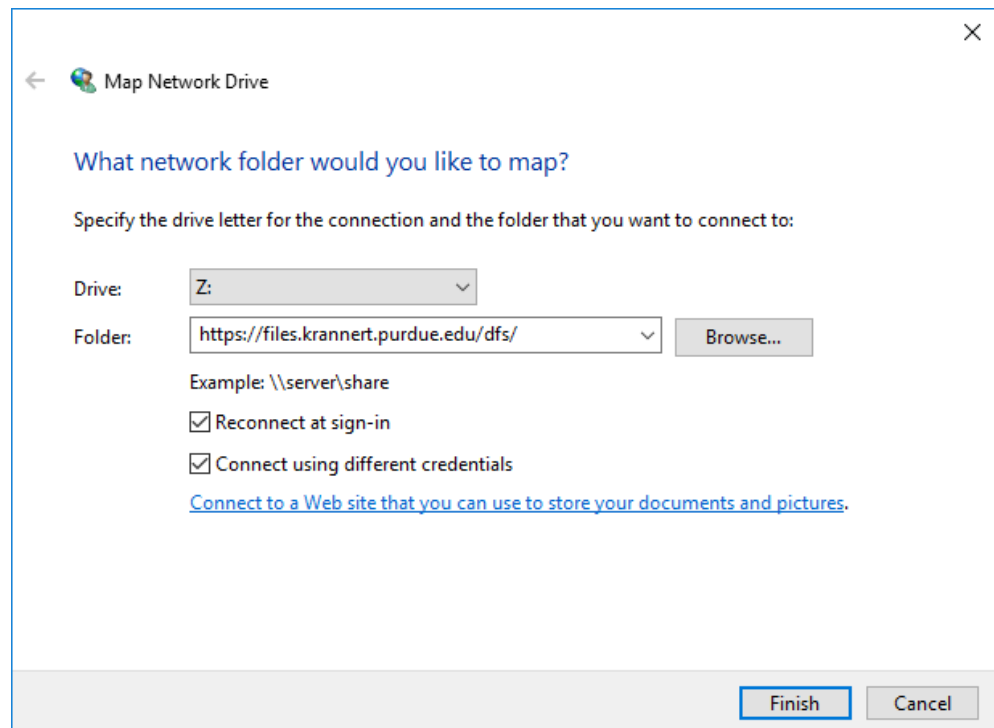 Map Network Drive
What network folder would you like to map?
Specify the drive letter for the connection and the folder that you want to connect to:
Drive: Z:
Folder: https://files.krannert.purdue.edu/dfs/ Browse...
Example: \\server\share
Reconnect at sign-in
Connect using different credentials
Connect to a Web site that you can use to store your documents and pictures.
Finish Cancel